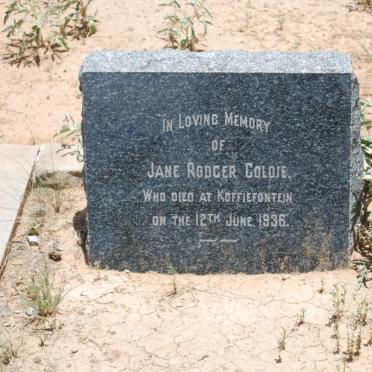 In Loving Memory
of
Jane Rodger Goldie.
Who died at Koffiefontein
on the 12th June 1936.